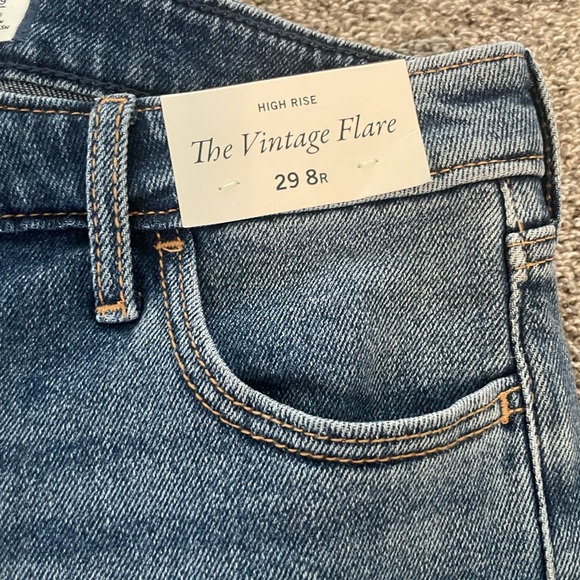 HIGH RISE
The Vintage Flare
29 8R